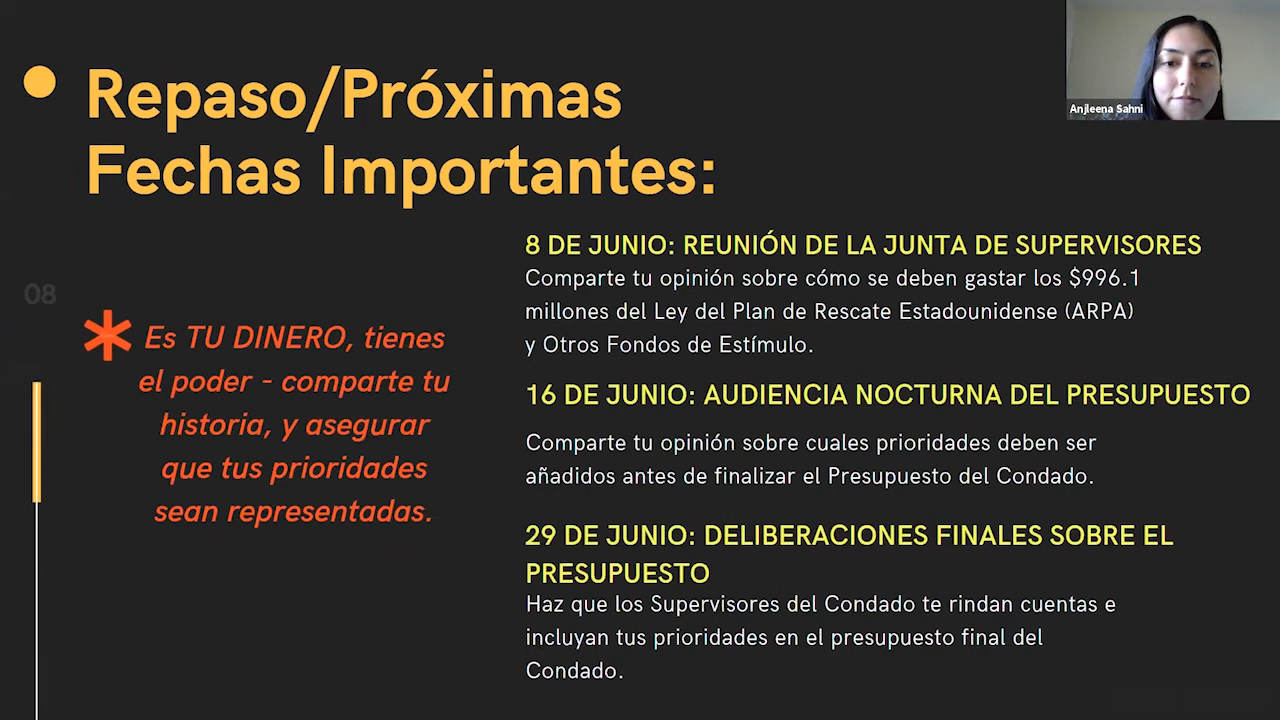 Repaso/Próximas
Fechas Importantes:
Anjleena Sahni
08
* Es TU DINERO, tienes
el poder - comparte tu
historia, y asegurar
que tus prioridades
sean representadas.
8 DE JUNIO: REUNIÓN DE LA JUNTA DE SUPERVISORES
Comparte tu opinión sobre cómo se deben gastar los $996.1
millones del Ley del Plan de Rescate Estadounidense (ARPA)
y Otros Fondos de Estímulo.
16 DE JUNIO: AUDIENCIA NOCTURNA DEL PRESUPUESTO
Comparte tu opinión sobre cuales prioridades deben ser
añadidos antes de finalizar el Presupuesto del Condado.
29 DE JUNIO: DELIBERACIONES FINALES SOBRE EL
PRESUPUESTO
Haz que los Supervisores del Condado te rindan cuentas e
incluyan tus prioridades en el presupuesto final del
Condado.